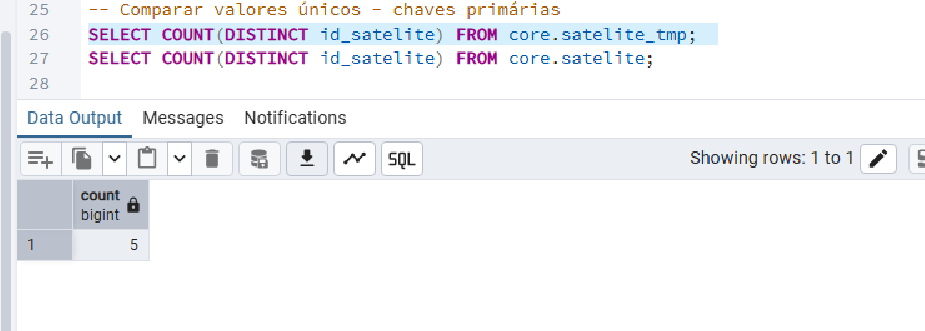 25 -- Comparar valores únicos - chaves primárias
26 SELECT COUNT(DISTINCT id_satelite) FROM core.satelite_tmp;
27 SELECT COUNT(DISTINCT id_satelite) FROM core.satelite;
28
Data Output Messages Notifications
SQL Showing rows: 1 to 1
count
bigint
1 5